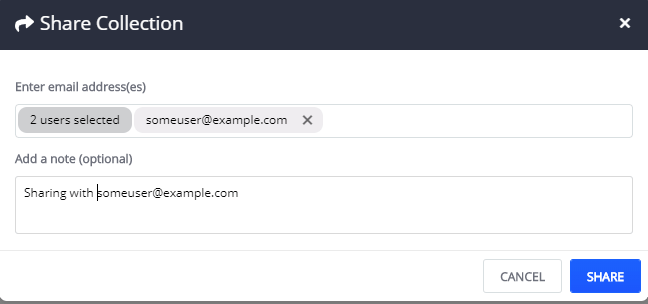 Share Collection
Enter email address(es)
2 users selected someuser@example.com
Add a note (optional)
Sharing with someuser@example.com
CANCEL SHARE